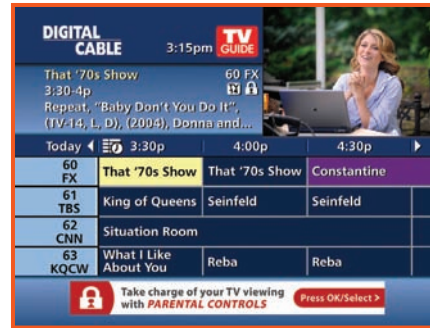 DIGITAL
CABLE
3:15pm
TV
GUIDE
That '70s Show 60 FX
3:30-4p
Repeat, "Baby Don't You Do It",
(TV-14, L, D), (2004), Donna and...
Today 3:30p 4:00p 4:30p
60
FX
That '70s Show That '70s Show Constantine
61
TBS
King of Queens Seinfeld Seinfeld
62
CNN
Situation Room
63
KQCW
What I Like
About You
Reba Reba
Take charge of your TV viewing
with PARENTAL CONTROLS
Press OK/Select >